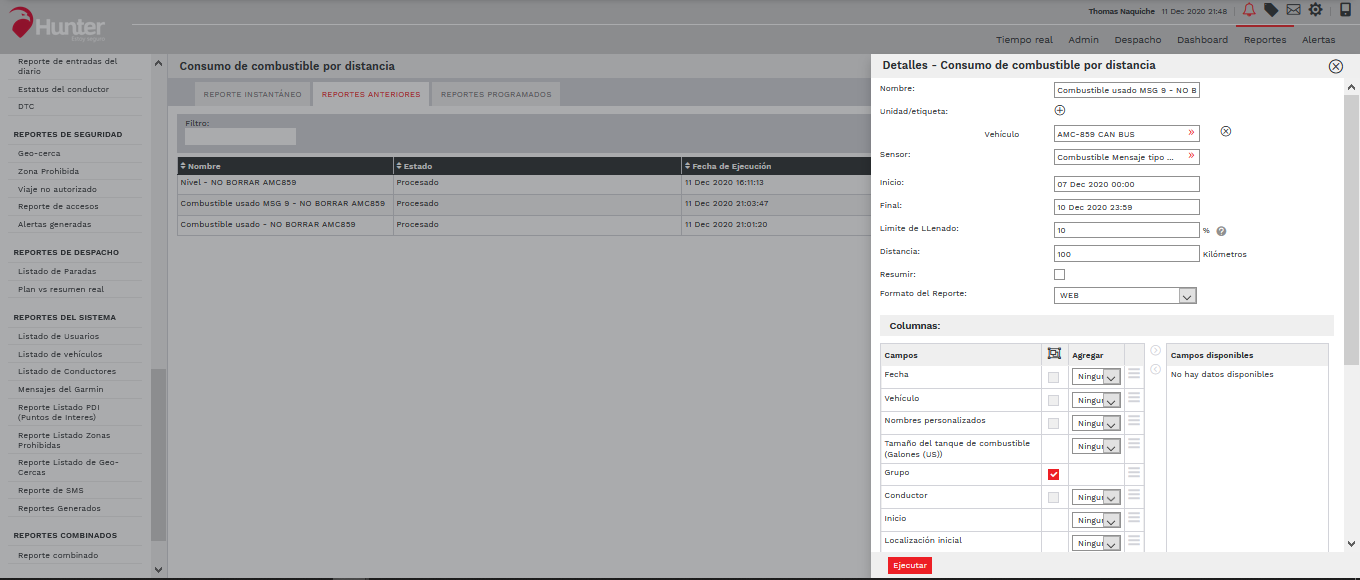 Hunter
Thomas Naquiche 11 Dec 2020 21:48
Tiempo real Admin Despacho Dashboard Reportes Alertas
Reporte de entradas del
diario
Estatus del conductor
DTC
REPORTES DE SEGURIDAD
Geo-cerca
Zona Prohibida
Viaje no autorizado
Reporte de accesos
Alertas generadas
REPORTES DE DESPACHO
Listado de Paradas
Plan vs resumen real
REPORTES DEL SISTEMA
Listado de Usuarios
Listado de vehículos
Listado de Conductores
Mensajes del Garmin
Reporte Listado PDI
(Puntos de Interes)
Reporte Listado Zonas
Prohibidas
Reporte Listado de Geo-
Cercas
Reporte de SMS
Reportes Generados
REPORTES COMBINADOS
Reporte combinado
Consumo de combustible por distancia
REPORTE INSTANTÁNEO REPORTES ANTERIORES REPORTES PROGRAMADOS
Filtro:
Nombre Estado Fecha de Ejecución
Nivel - NO BORRAR AMC859 Procesado 11 Dec 2020 16:11:13
Combustible usado MSG 9 - NO BORRAR AMC859 Procesado 11 Dec 2020 21:03:47
Combustible usado - NO BORRAR AMC859 Procesado 11 Dec 2020 21:01:20
Detalles - Consumo de combustible por distancia
Nombre: Combustible usado MSG 9 - NO B
Unidad/etiqueta:
Vehículo AMC-859 CAN BUS »
Sensor: Combustible Mensaje tipo ... »
Inicio: 07 Dec 2020 00:00
Final: 10 Dec 2020 23:59
Limite de LLenado: 10 % ?
Distancia: 100 Kilómetros
Resumir:
Formato del Reporte: WEB
Columnas:
Campos Agregar Campos disponibles
Fecha Ningu No hay datos disponibles
Vehículo Ningu
Nombres personalizados Ningu
Tamaño del tanque de combustible
(Galones (US)) Ningu
Grupo
Conductor Ningu
Inicio Ningu
Localización inicial Ningu
Ejecutar